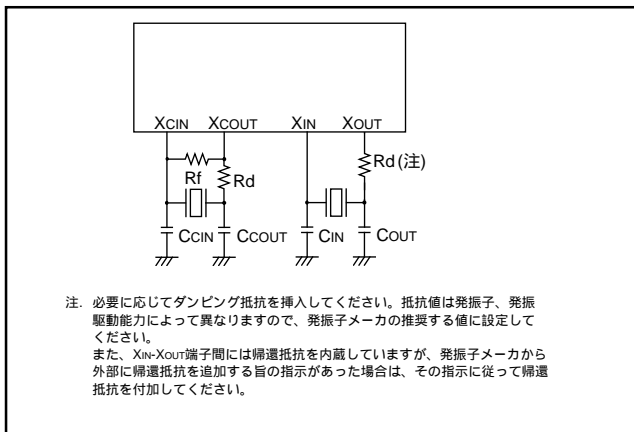 XCIN XCOUT XIN XOUT
Rf Rd Rd(注)
CCIN CCOUT CIN COUT
注. 必要に応じてダンピング抵抗を挿入してください。抵抗値は発振子、発振
駆動能力によって異なりますので、発振子メーカの推奨する値に設定して
ください。
また、XIN-XOUT端子間には帰還抵抗を内蔵していますが、発振子メーカから
外部に帰還抵抗を追加する旨の指示があった場合は、その指示に従って帰還
抵抗を付加してください。